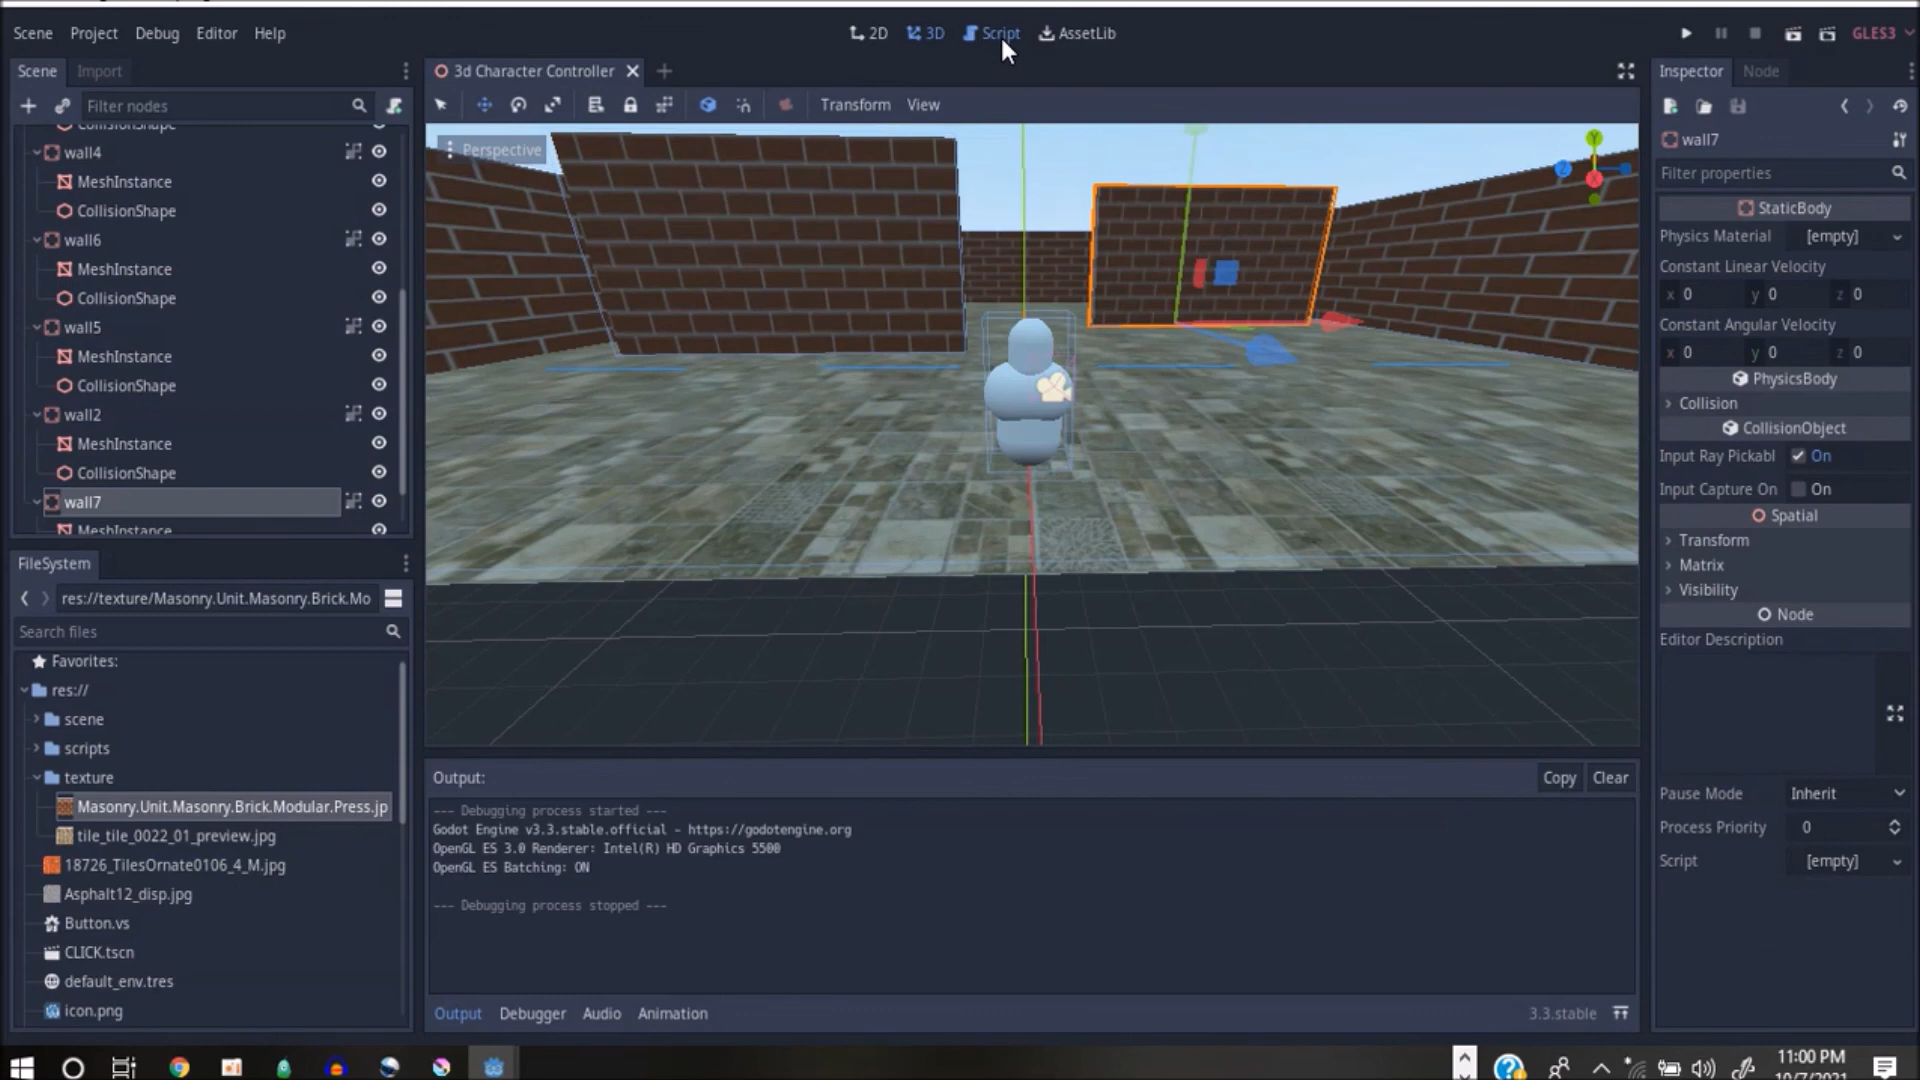 Scene Project Debug Editor Help
2D 3D Script AssetLib
GLES3
Scene Import
3d Character Controller
Inspector Node
Filter nodes
Transform View
CollisionShape
wall4
MeshInstance
CollisionShape
wall6
MeshInstance
CollisionShape
wall5
MeshInstance
CollisionShape
wall2
MeshInstance
CollisionShape
wall7
MeshInstance
Perspective
Y
Z
X
wall7
Filter properties
StaticBody
Physics Material [empty]
Constant Linear Velocity
x 0 y 0 z 0
Constant Angular Velocity
x 0 y 0 z 0
PhysicsBody
Collision
CollisionObject
Input Ray Pickabl On
Input Capture On On
Spatial
Transform
Matrix
Visibility
Node
Editor Description
Pause Mode Inherit
Process Priority 0
Script [empty]
FileSystem
res://texture/Masonry.Unit.Masonry.Brick.Mo
Search files
Favorites:
res://
scene
scripts
texture
Masonry.Unit.Masonry.Brick.Modular.Press.jp
tile_tile_0022_01_preview.jpg
18726_TilesOrnate0106_4_M.jpg
Asphalt12_disp.jpg
Button.vs
CLICK.tscn
default_env.tres
icon.png
Output:
Copy Clear
--- Debugging process started ---
Godot Engine v3.3.stable.official - https://godotengine.org
OpenGL ES 3.0 Renderer: Intel(R) HD Graphics 5500
OpenGL ES Batching: ON
--- Debugging process stopped ---
Output Debugger Audio Animation
3.3.stable
11:00 PM
10/7/2021